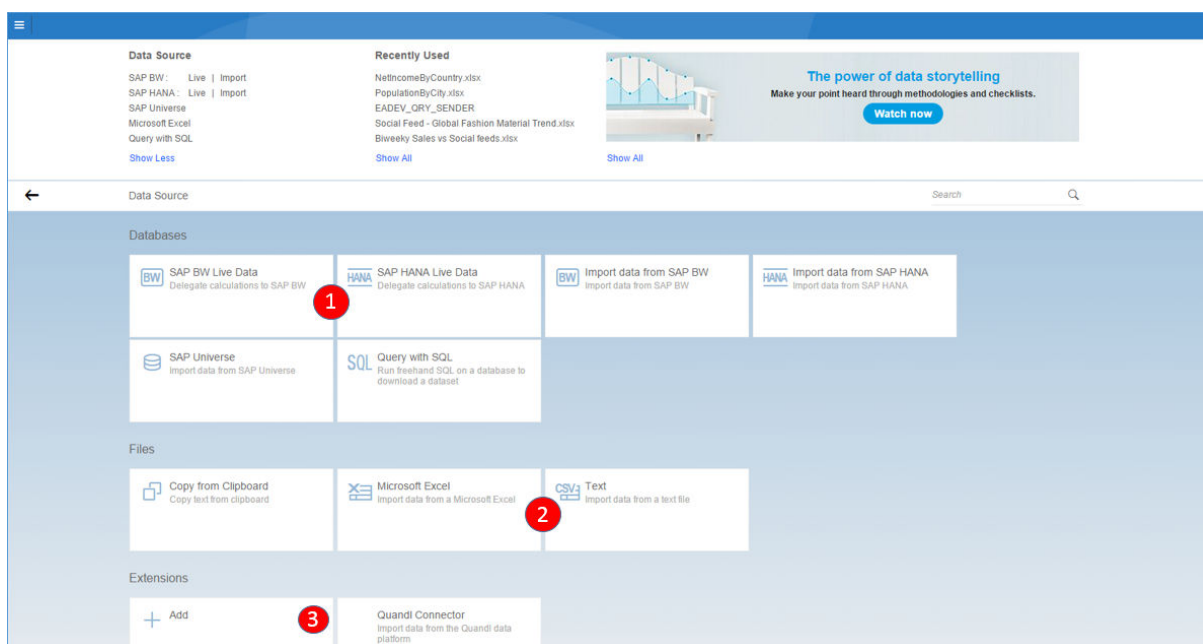 Data Source
SAP BW : Live | Import
SAP HANA : Live | Import
SAP Universe
Microsoft Excel
Query with SQL
Show Less
Recently Used
NetIncomeByCountry.xlsx
PopulationByCity.xlsx
EADEV_QRY_SENDER
Social Feed - Global Fashion Material Trend.xlsx
Biweeky Sales vs Social feeds.xlsx
Show All
The power of data storytelling
Make your point heard through methodologies and checklists.
Watch now
Show All
Data Source
Search
Databases
BW
SAP BW Live Data
Delegate calculations to SAP BW
1
HANA
SAP HANA Live Data
Delegate calculations to SAP HANA
BW
Import data from SAP BW
Import data from SAP BW
HANA
Import data from SAP HANA
Import data from SAP HANA
SAP Universe
Import data from SAP Universe
SQL
Query with SQL
Run freehand SQL on a database to
download a dataset
Files
Copy from Clipboard
Copy text from clipboard
Microsoft Excel
Import data from a Microsoft Excel
2
CSV
Text
Import data from a text file
Extensions
Add
3
Quandl Connector
Import data from the Quandl data
platform